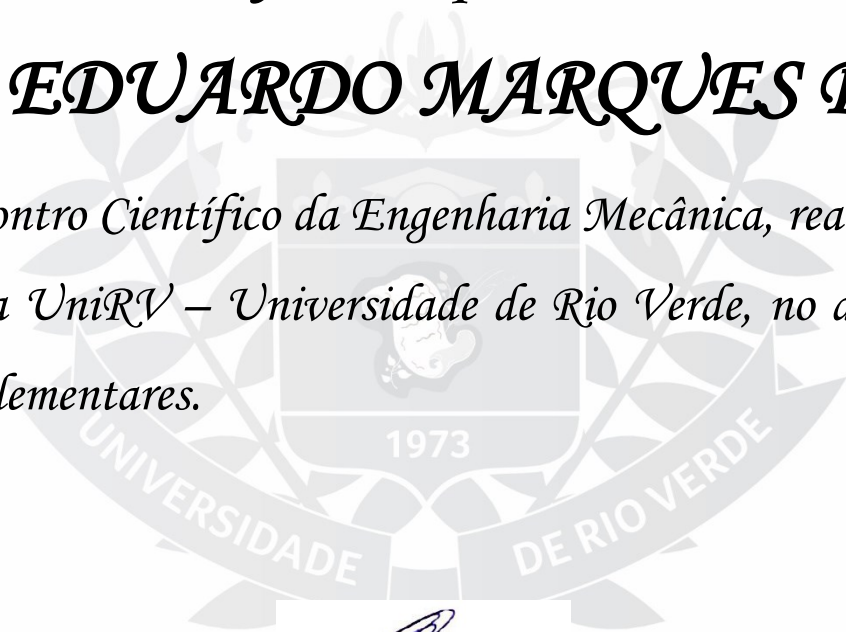 EDUARDO MARQUES
ontro Científico da Engenharia Mecânica, rea
a UniRV – Universidade de Rio Verde, no
lementares.
1973
UNIVERSIDADE DE RIO VERDE